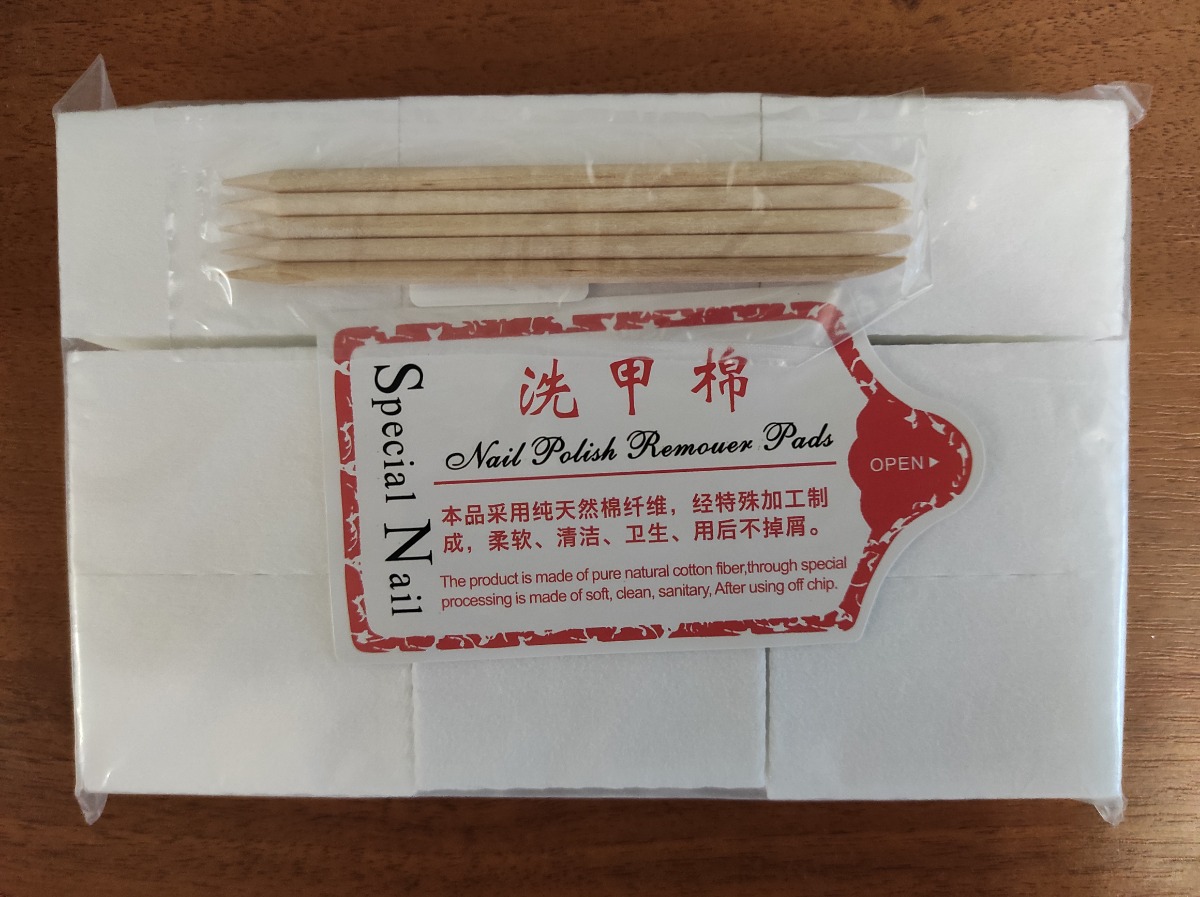 洗甲棉
Nail Polish Remouer Pads
Special Nail
本品采用纯天然棉纤维，经特殊加工制
成，柔软、清洁、卫生、用后不掉屑。
The product is made of pure natural cotton fiber,through special
processing is made of soft, clean, sanitary, After using off chip.
OPEN▶